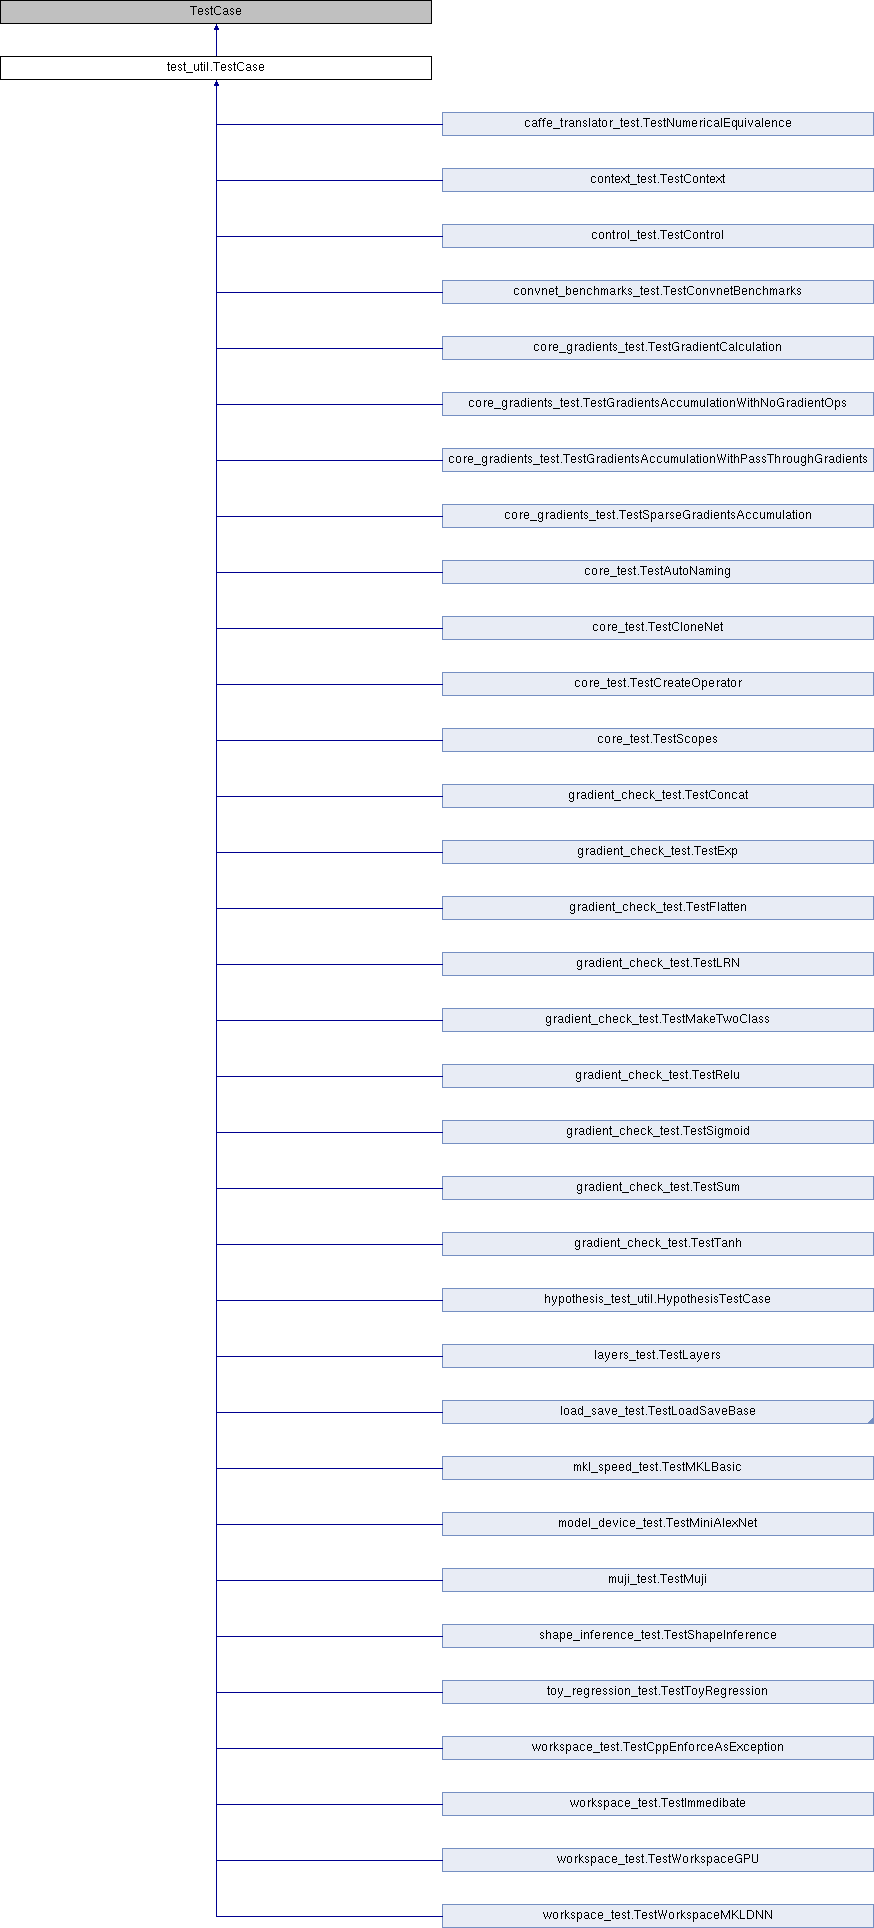 TestCase
test_util.TestCase
caffe_translator_test.TestNumericalEquivalence
context_test.TestContext
control_test.TestControl
convnet_benchmarks_test.TestConvnetBenchmarks
core_gradients_test.TestGradientCalculation
core_gradients_test.TestGradientsAccumulationWithNoGradientOps
core_gradients_test.TestGradientsAccumulationWithPassThroughGradients
core_gradients_test.TestSparseGradientsAccumulation
core_test.TestAutoNaming
core_test.TestCloneNet
core_test.TestCreateOperator
core_test.TestScopes
gradient_check_test.TestConcat
gradient_check_test.TestExp
gradient_check_test.TestFlatten
gradient_check_test.TestLRN
gradient_check_test.TestMakeTwoClass
gradient_check_test.TestRelu
gradient_check_test.TestSigmoid
gradient_check_test.TestSum
gradient_check_test.TestTanh
hypothesis_test_util.HypothesisTestCase
layers_test.TestLayers
load_save_test.TestLoadSaveBase
mkl_speed_test.TestMKLBasic
model_device_test.TestMiniAlexNet
muji_test.TestMuji
shape_inference_test.TestShapeInference
toy_regression_test.TestToyRegression
workspace_test.TestCppEnforceAsException
workspace_test.TestImmedibate
workspace_test.TestWorkspaceGPU
workspace_test.TestWorkspaceMKLDNN